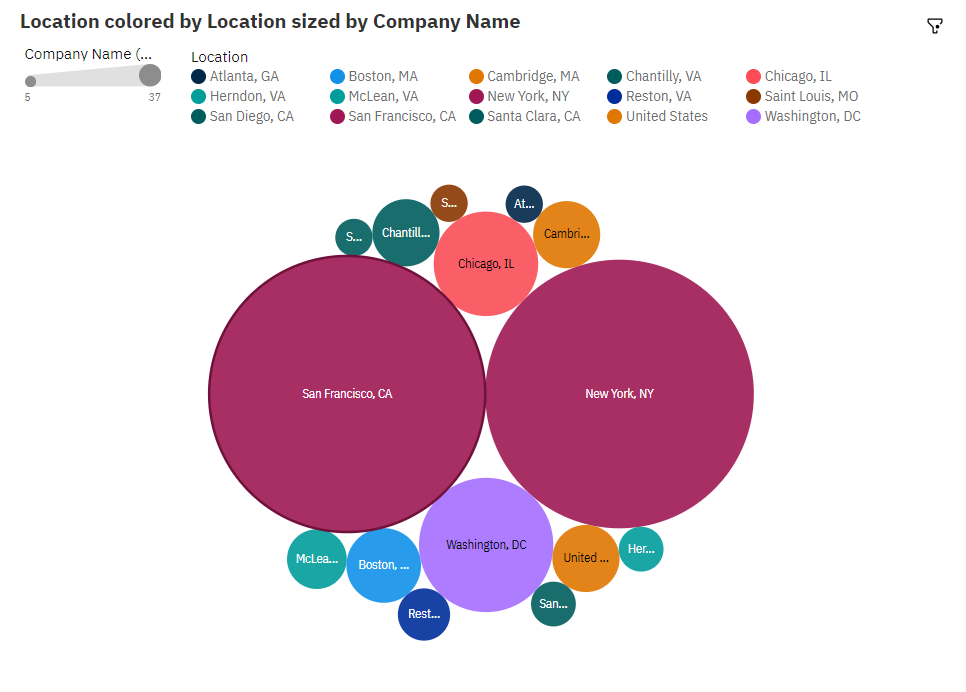 Location colored by Location sized by Company Name
Company Name (...
5
37
Location
Atlanta, GA
Boston, MA
Cambridge, MA
Chantilly, VA
Chicago, IL
Herndon, VA
McLean, VA
New York, NY
Reston, VA
Saint Louis, MO
San Diego, CA
San Francisco, CA
Santa Clara, CA
United States
Washington, DC
S...
At...
S...
Chantill...
Cambri...
Chicago, IL
San Francisco, CA
New York, NY
Washington, DC
McLea...
Boston, ...
United ...
Her...
Rest...
San...